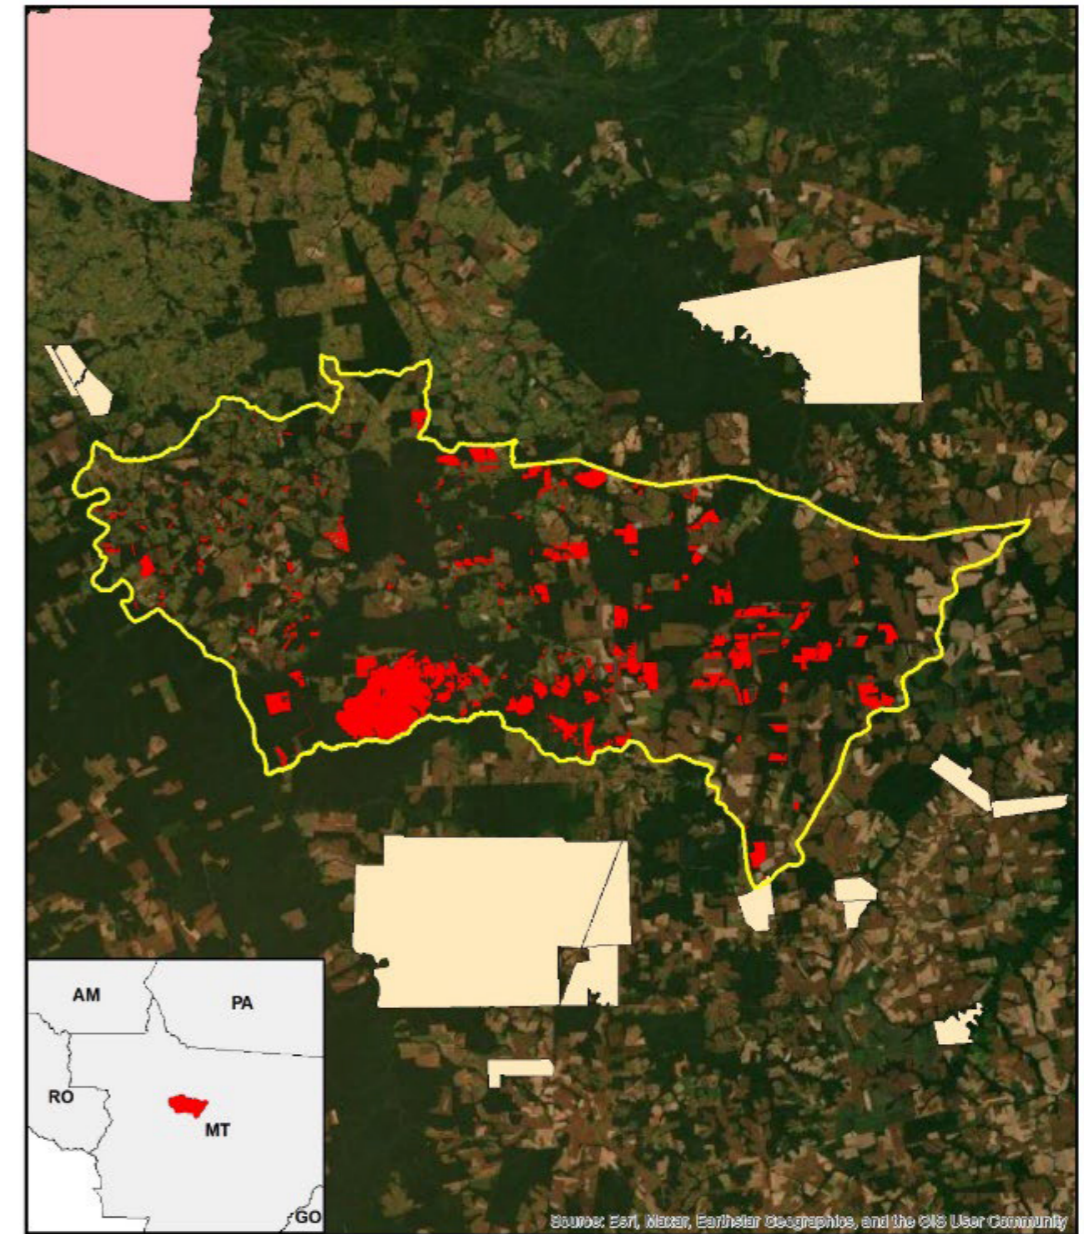 AM
PA
RO
MT
GO
Source: Esri, Maxar, Earthstar Geographics, and the GIS User Community